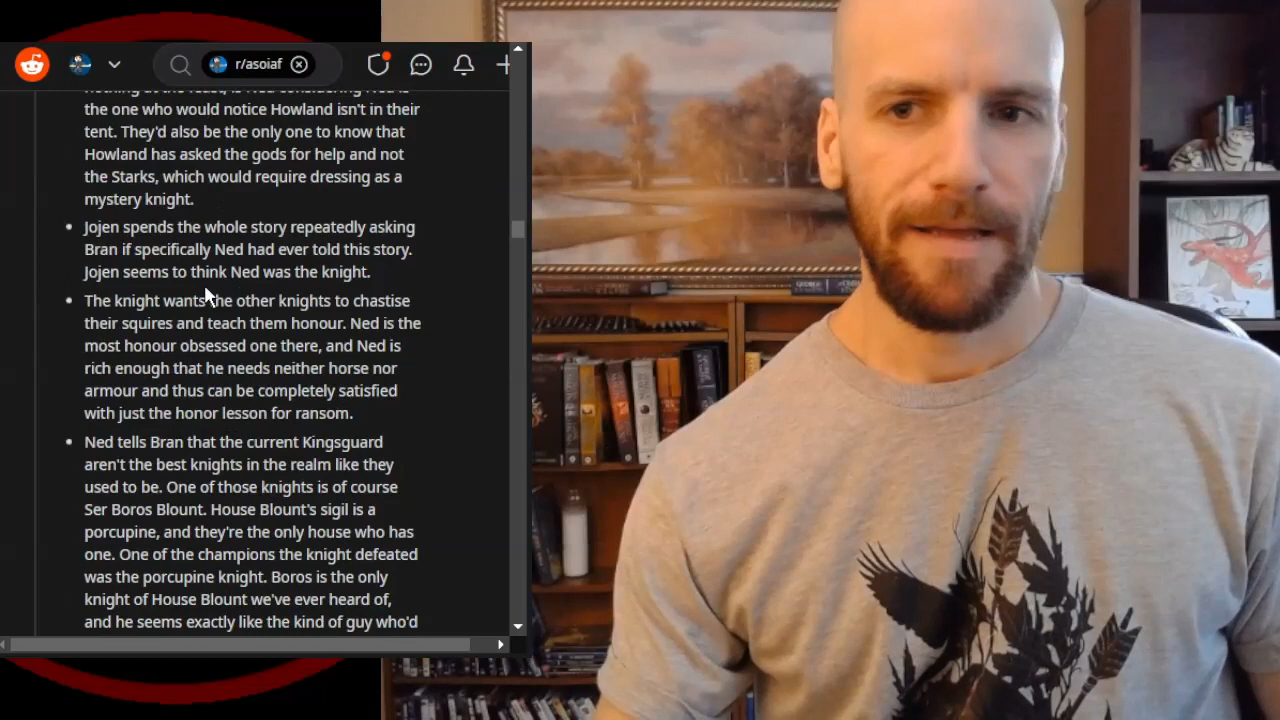 r/asoiaf
the one who would notice Howland isn't in their
tent. They'd also be the only one to know that
Howland has asked the gods for help and not
the Starks, which would require dressing as a
mystery knight.
Jojen spends the whole story repeatedly asking
Bran if specifically Ned had ever told this story.
Jojen seems to think Ned was the knight.
The knight wants the other knights to chastise
their squires and teach them honour. Ned is the
most honour obsessed one there, and Ned is
rich enough that he needs neither horse nor
armour and thus can be completely satisfied
with just the honor lesson for ransom.
Ned tells Bran that the current Kingsguard
aren't the best knights in the realm like they
used to be. One of those knights is of course
Ser Boros Blount. House Blount's sigil is a
porcupine, and they're the only house who has
one. One of the champions the knight defeated
was the porcupine knight. Boros is the only
knight of House Blount we've ever heard of,
and he seems exactly like the kind of guy who'd